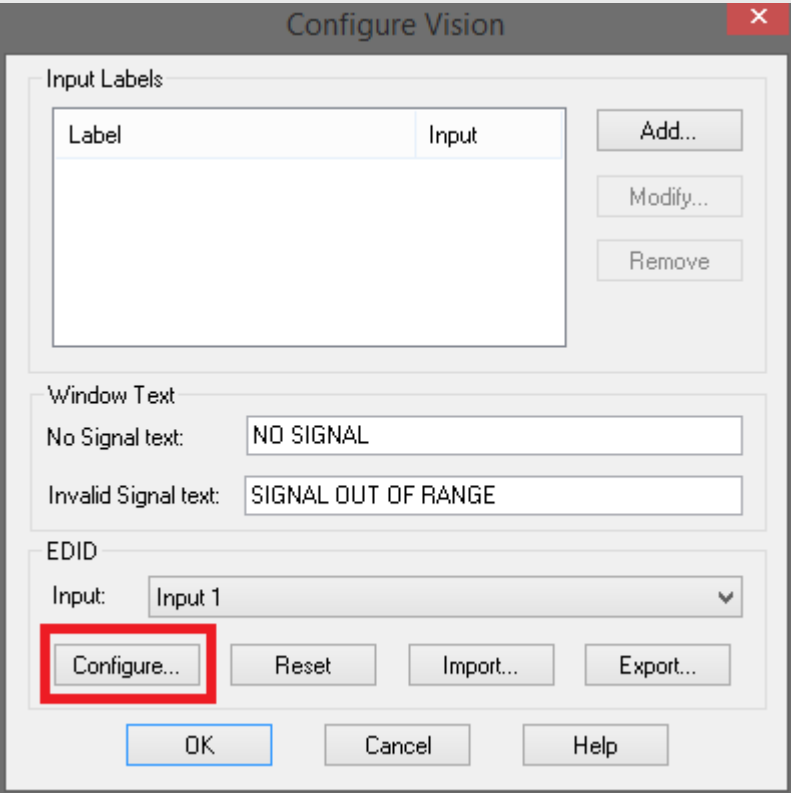 Configure Vision
Input Labels
Label Input
Add...
Modify...
Remove
Window Text
No Signal text: NO SIGNAL
Invalid Signal text: SIGNAL OUT OF RANGE
EDID
Input: Input 1
Configure... Reset Import... Export...
OK Cancel Help